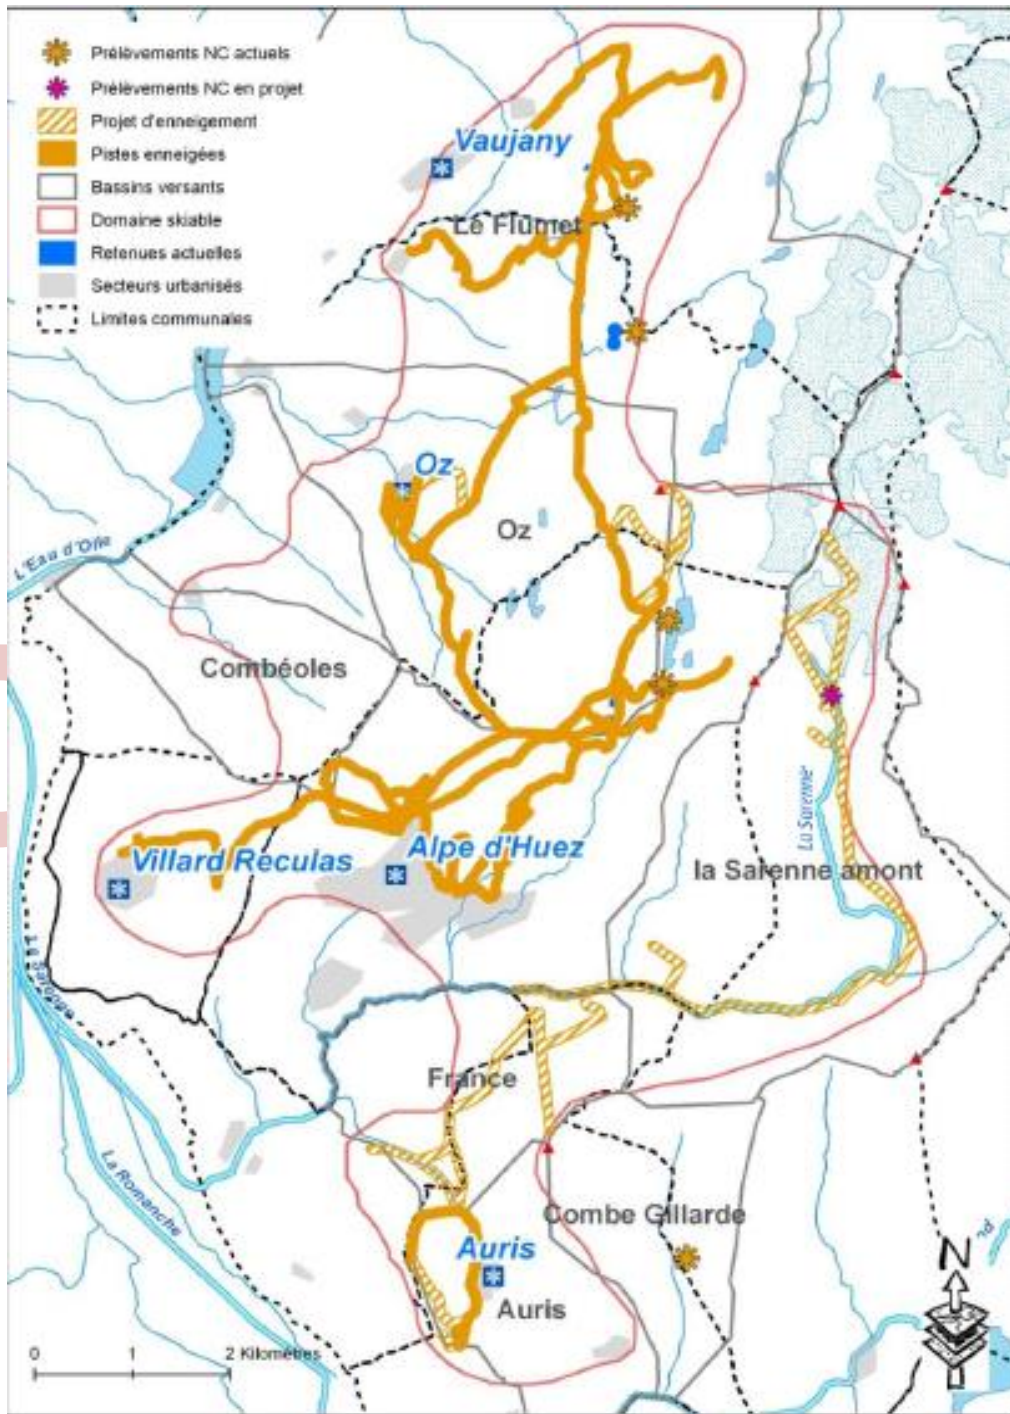 Prélèvements NC actuels
Prélèvements NC en projet
Projet d'enneigement
Pistes enneigées
Bassins versants
Domaine skiable
Retenues actuelles
Secteurs urbanisés
Limites communales
Vaujany
Le Flumet
Oz
Oz
L'Eau d'Olle
Combéoles
La Sarenne
Villard Reculas
Alpe d'Huez
la Sarenne amont
France
La Romanche
Combe Gillarde
Auris
Auris
N
0 1 2 Kilomètres